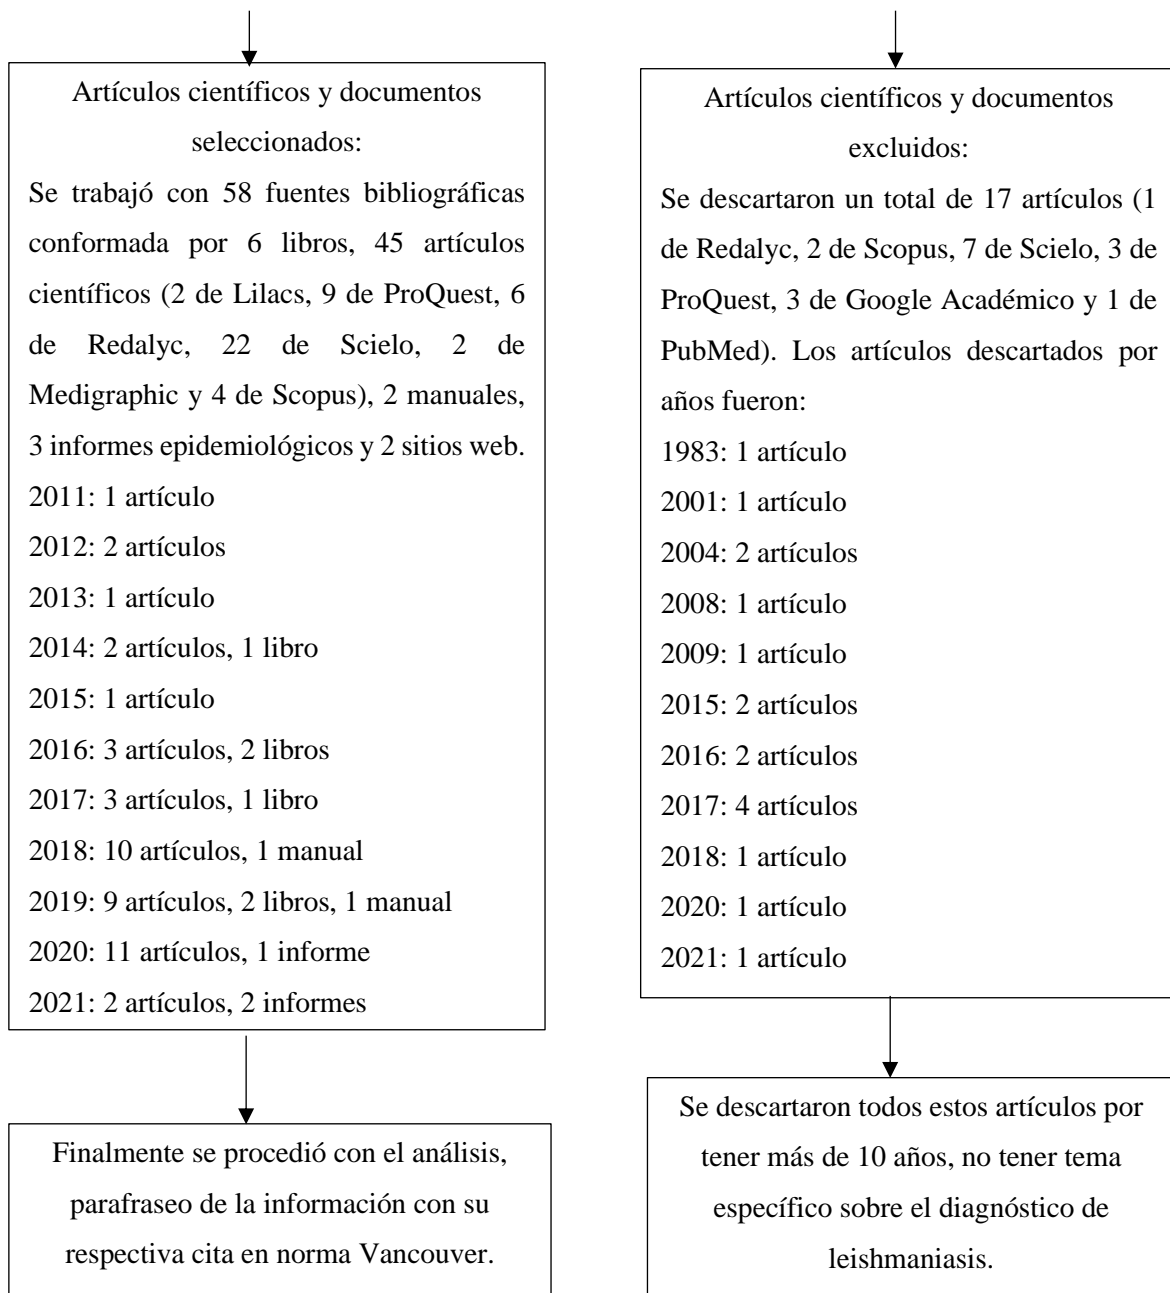 Artículos científicos y documentos
seleccionados:
Se trabajó con 58 fuentes bibliográficas
conformada por 6 libros, 45 artículos
científicos (2 de Lilacs, 9 de ProQuest, 6
de Redalyc, 22 de Scielo, 2 de
Medigraphic y 4 de Scopus), 2 manuales,
3 informes epidemiológicos y 2 sitios web.
2011: 1 artículo
2012: 2 artículos
2013: 1 artículo
2014: 2 artículos, 1 libro
2015: 1 artículo
2016: 3 artículos, 2 libros
2017: 3 artículos, 1 libro
2018: 10 artículos, 1 manual
2019: 9 artículos, 2 libros, 1 manual
2020: 11 artículos, 1 informe
2021: 2 artículos, 2 informes
Finalmente se procedió con el análisis,
parafraseo de la información con su
respectiva cita en norma Vancouver.
Artículos científicos y documentos
excluidos:
Se descartaron un total de 17 artículos (1
de Redalyc, 2 de Scopus, 7 de Scielo, 3 de
ProQuest, 3 de Google Académico y 1 de
PubMed). Los artículos descartados por
años fueron:
1983: 1 artículo
2001: 1 artículo
2004: 2 artículos
2008: 1 artículo
2009: 1 artículo
2015: 2 artículos
2016: 2 artículos
2017: 4 artículos
2018: 1 artículo
2020: 1 artículo
2021: 1 artículo
Se descartaron todos estos artículos por
tener más de 10 años, no tener tema
específico sobre el diagnóstico de
leishmaniasis.